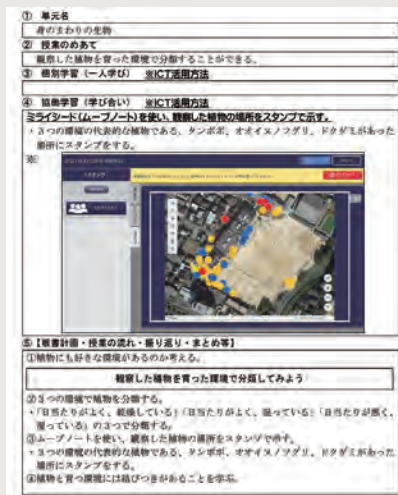 ① 単元名
身のまわりの生物
② 授業のめあて
観察した植物を育った環境で分類することができる。
③ 個別学習(一人学び) ※ICT活用方法
④ 協働学習(学び合い) ※ICT活用方法
ミライシード(ムーブノート)を使い、観察した植物の場所をスタンプで示す。
・3つの環境の代表的な植物である、タンポポ、オオイヌノフグリ、ドクダミがあった
場所にスタンプをする。
※
スタンプ
⑤【板書計画・授業の流れ・振り返り・まとめ等】
①植物にも好きな環境があるのか考える。
観察した植物を育った環境で分類してみよう
②3つの環境で植物を分類する。
・「日当たりがよく、乾燥している」「日当たりがよく、湿っている」「日当たりが悪く、
湿っている」の3つで分類する。
③ムーブノートを使い、観察した植物の場所をスタンプで示す。
・3つの環境の代表的な植物である、タンポポ、オオイヌノフグリ、ドクダミがあった
場所にスタンプをする。
④植物と育つ環境には結びつきがあることを学ぶ。